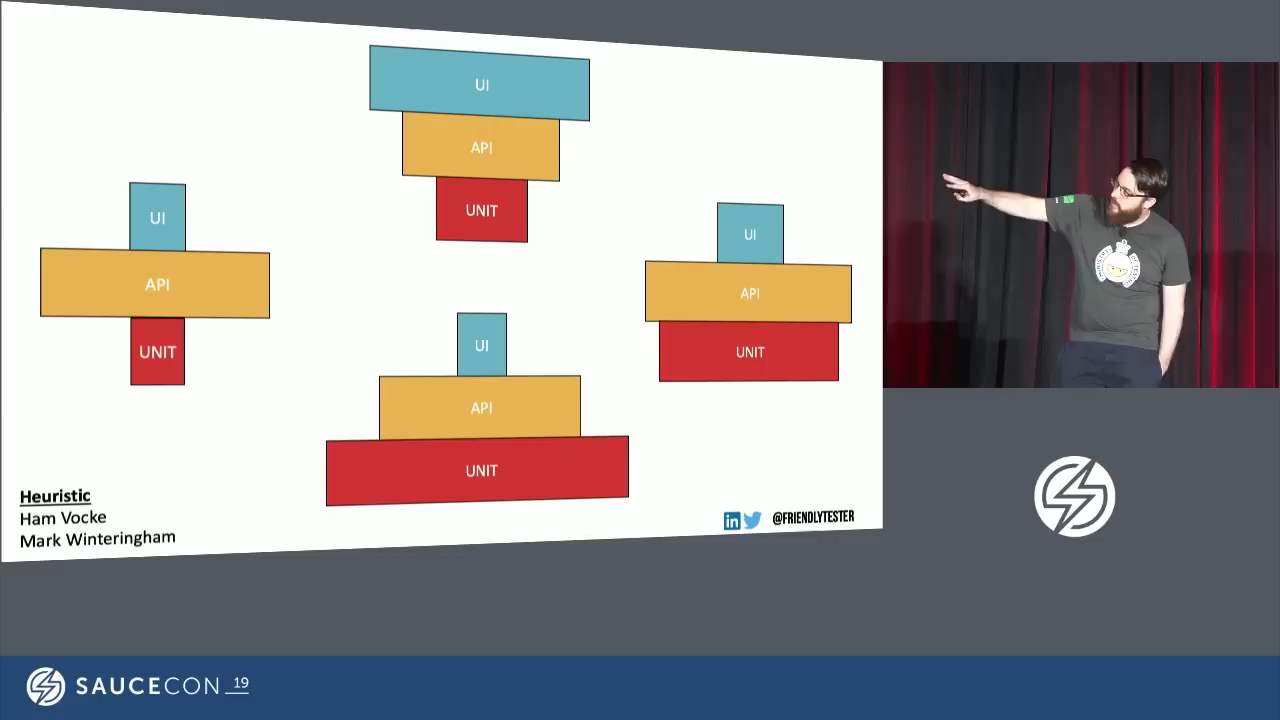 UI
API
UNIT
UI
API
UNIT
UI
API
UNIT
UI
API
UNIT
Heuristic
Ham Vocke
Mark Winteringham
@FRIENDLYTESTER
in
SAUCECON 19